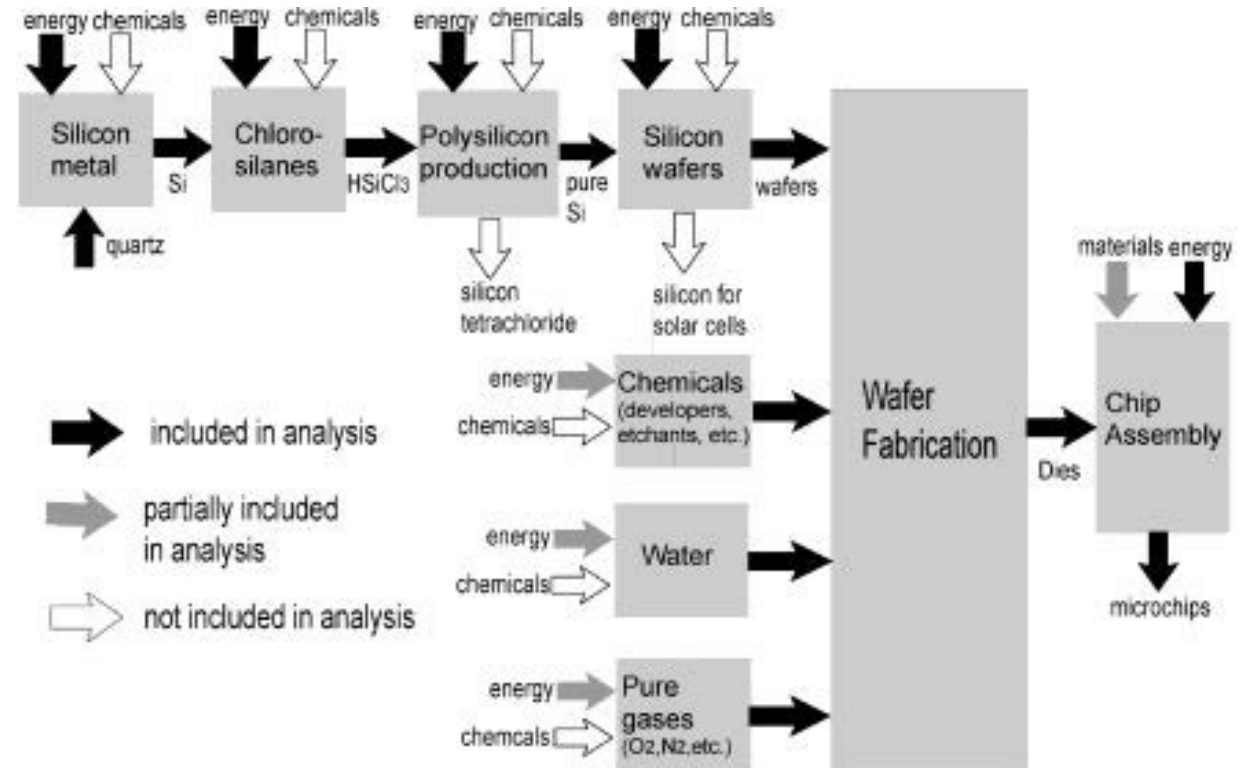 energy chemicals
energy chemicals
energy chemicals
energy chemicals
Silicon
metal
Si
Chloro-
silanes
HSiCl3
Polysilicon
production
pure
Si
Silicon
wafers
wafers
quartz
silicon
tetrachloride
silicon for
solar cells
materials energy
energy
chemicals
Chemicals
(developers,
etchants, etc.)
Wafer
Fabrication
Dies
Chip
Assembly
microchips
included in analysis
partially included
in analysis
not included in analysis
energy
chemicals
Water
energy
chemcals
Pure
gases
(O2,N2,etc.)